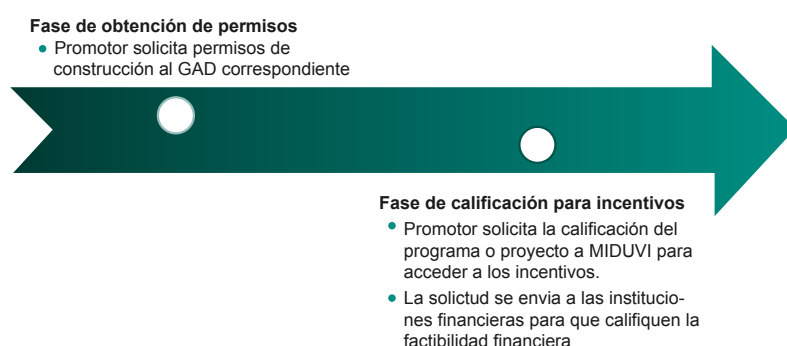 Fase de obtención de permisos
• Promotor solicita permisos de
construcción al GAD correspondiente
Fase de calificación para incentivos
• Promotor solicita la calificación del
programa o proyecto a MIDUVI para
acceder a los incentivos.
• La solictud se envia a las institucio-
nes financieras para que califiquen la
factibilidad financiera